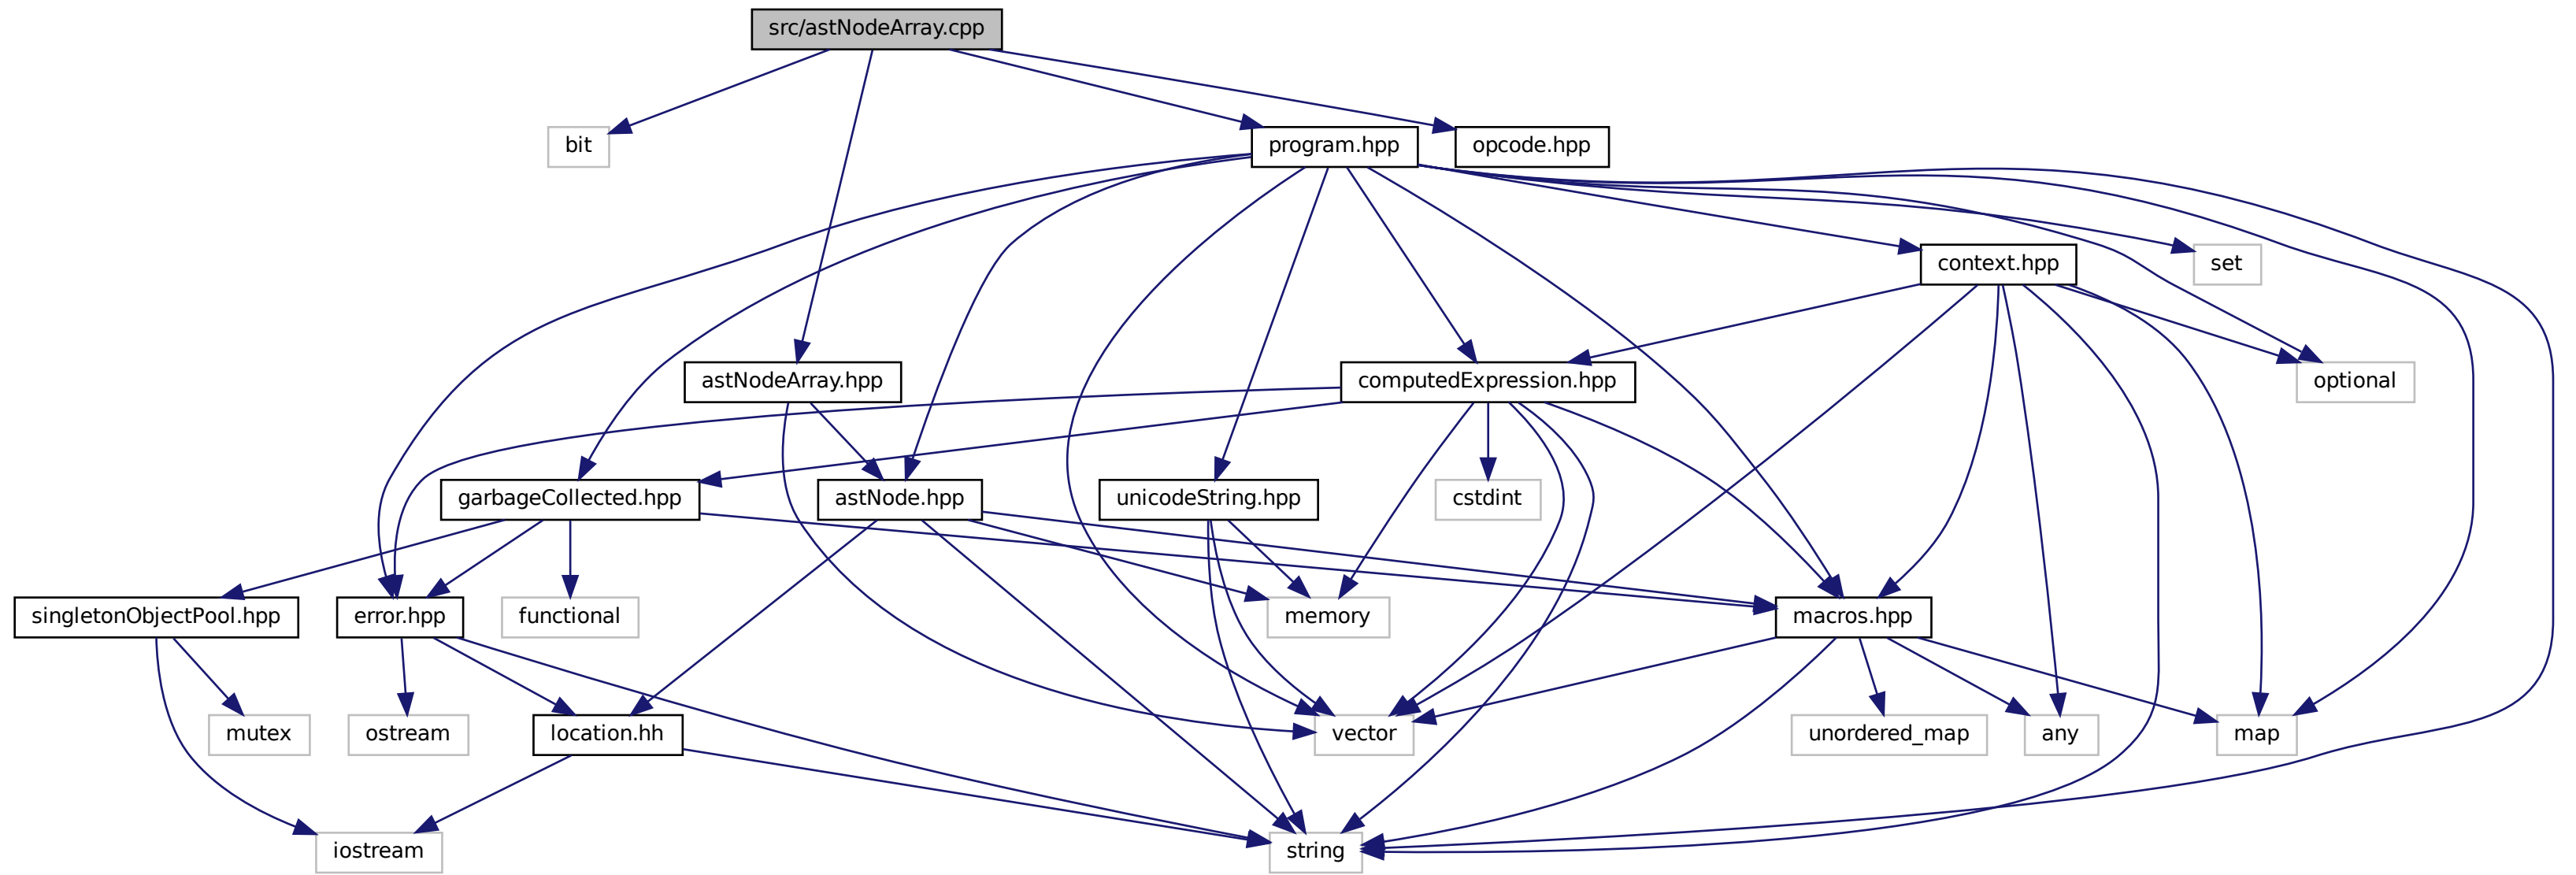 src/astNodeArray.cpp
bit
program.hpp
opcode.hpp
context.hpp
set
astNodeArray.hpp
computedExpression.hpp
optional
garbageCollected.hpp
astNode.hpp
unicodeString.hpp
cstdint
singletonObjectPool.hpp
error.hpp
functional
memory
macros.hpp
mutex
ostream
location.hh
vector
unordered_map
any
map
iostream
string